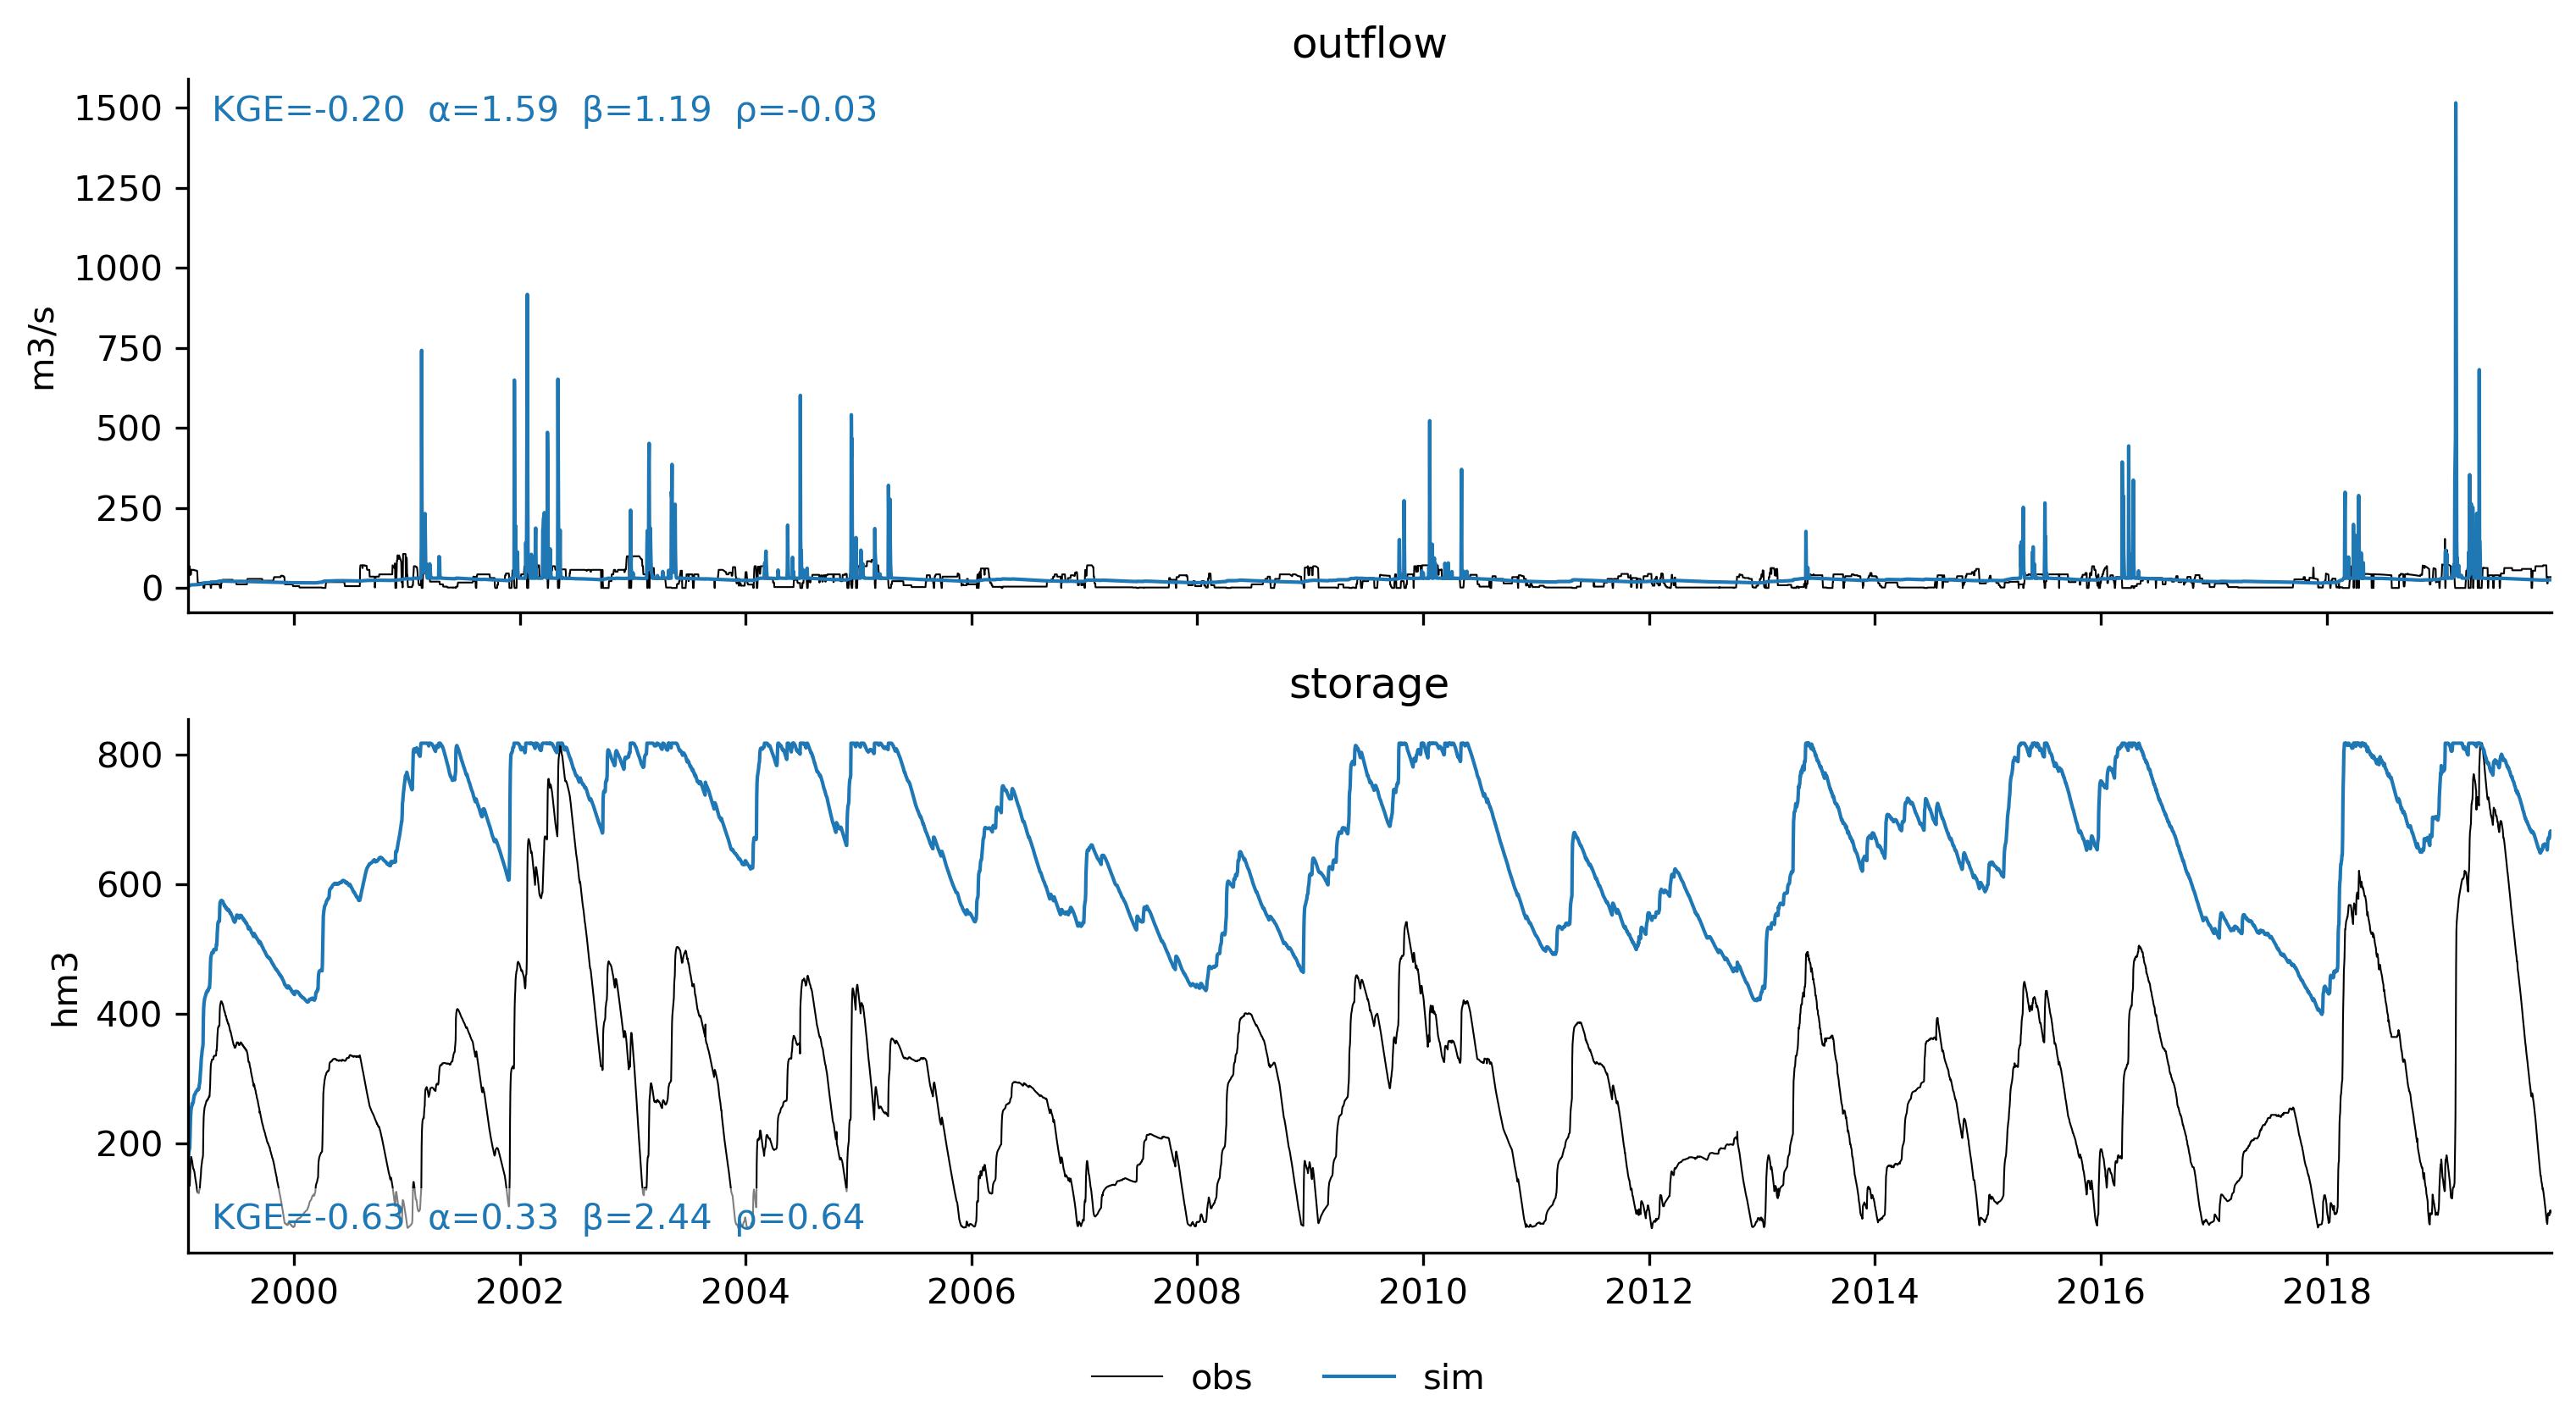 outflow
KGE=-0.20 α=1.59 β=1.19 ρ=-0.03
1500
1250
1000
750
500
250
0
m3/s
storage
800
600
400
200
hm3
KGE=-0.63 α=0.33 β=2.44 ρ=0.64
2000 2002 2004 2006 2008 2010 2012 2014 2016 2018
obs sim